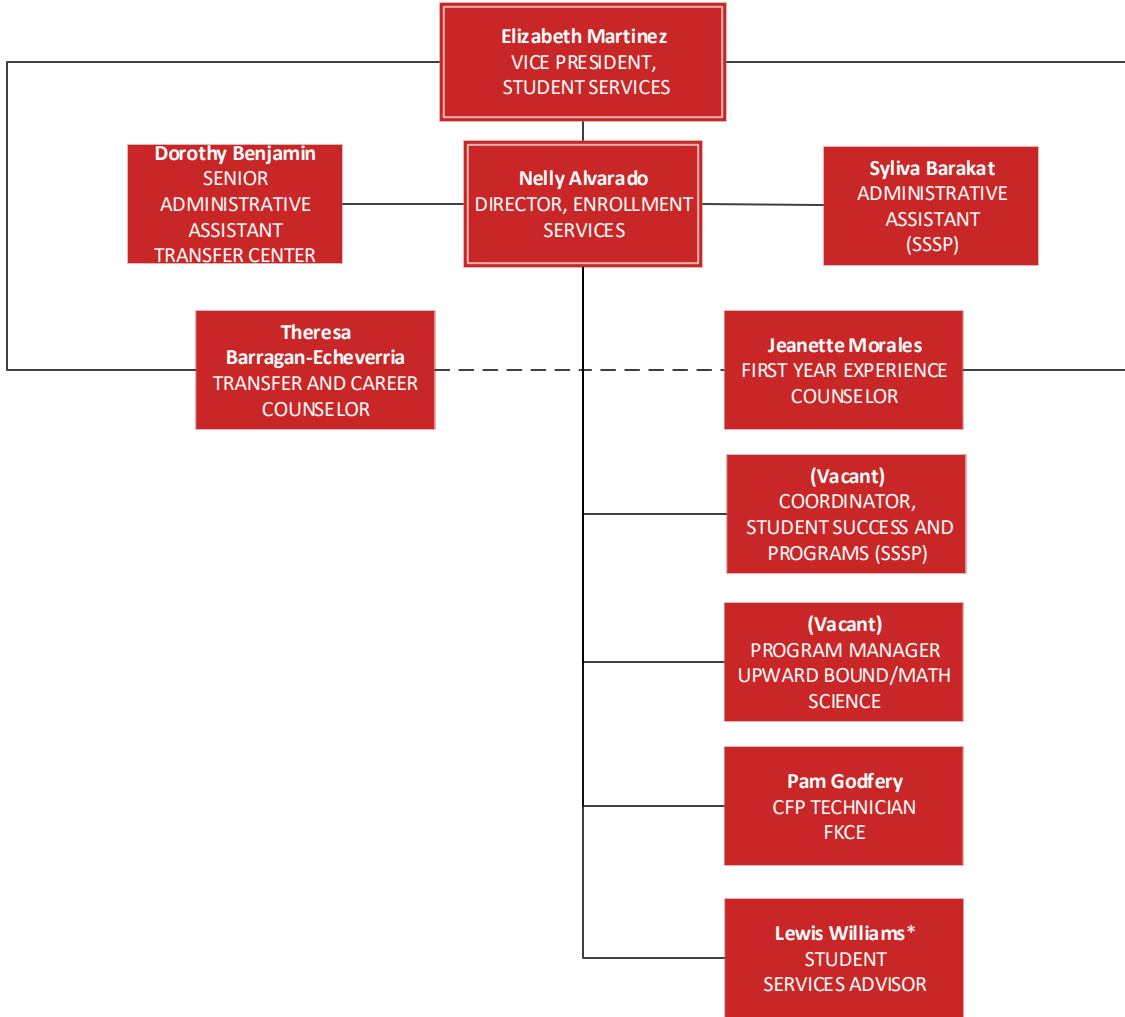 Elizabeth Martinez
VICE PRESIDENT,
STUDENT SERVICES
Dorothy Benjamin
SENIOR
ADMINISTRATIVE
ASSISTANT
TRANSFER CENTER
Nelly Alvarado
DIRECTOR, ENROLLMENT
SERVICES
Syliva Barakat
ADMINISTRATIVE
ASSISTANT
(SSSP)
Theresa
Barragan-Echeverria
TRANSFER AND CAREER
COUNSELOR
Jeanette Morales
FIRST YEAR EXPERIENCE
COUNSELOR
(Vacant)
COORDINATOR,
STUDENT SUCCESS AND
PROGRAMS (SSSP)
(Vacant)
PROGRAM MANAGER
UPWARD BOUND/MATH
SCIENCE
Pam Godfery
CFP TECHNICIAN
FKCE
Lewis Williams*
STUDENT
SERVICES ADVISOR